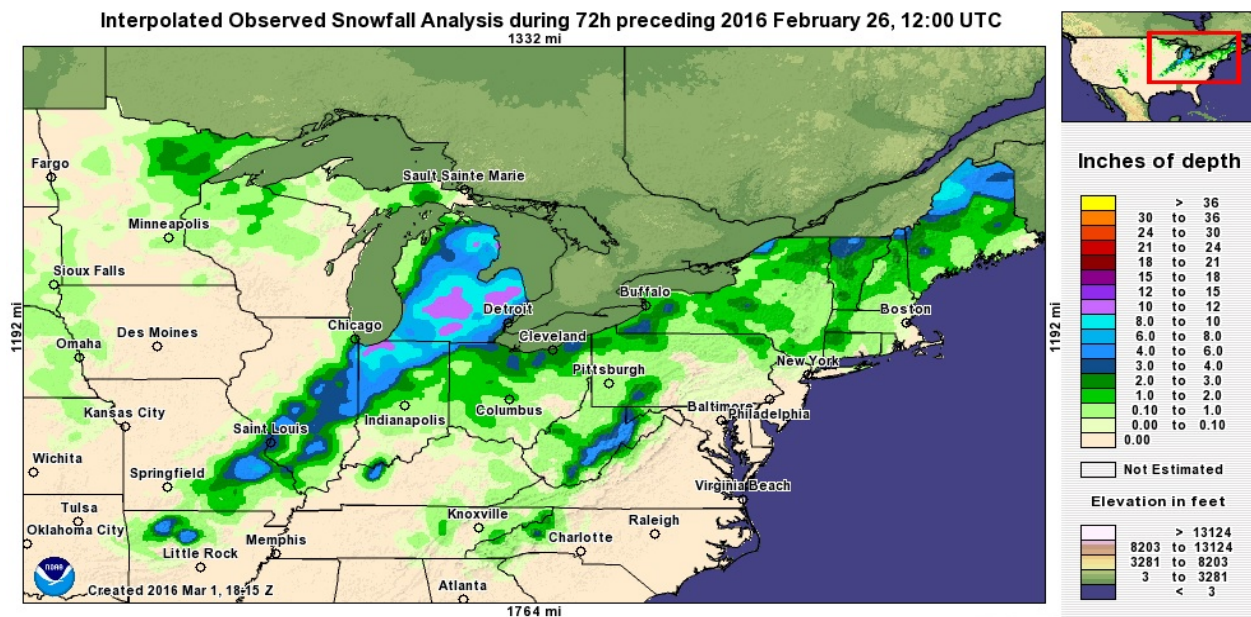 Interpolated Observed Snowfall Analysis during 72h preceding 2016 February 26, 12:00 UTC
1332 mi
1192 mi
Fargo
Sault Sainte Marie
Minneapolis
Sioux Falls
Buffalo
Boston
Detroit
Chicago
Cleveland
Des Moines
Omaha
New York
Pittsburgh
Kansas City
Indianapolis
Columbus
Baltimore
Philadelphia
Saint Louis
Wichita
Springfield
Virginia Beach
Tulsa
Knoxville
Raleigh
Oklahoma City
Memphis
Charlotte
Little Rock
Atlanta
NOAA
Created 2016 Mar 1, 18:15 Z
1764 mi
1192 mi
Inches of depth
> 36
30 to 36
24 to 30
21 to 24
18 to 21
15 to 18
12 to 15
10 to 12
8.0 to 10
6.0 to 8.0
4.0 to 6.0
3.0 to 4.0
2.0 to 3.0
1.0 to 2.0
0.10 to 1.0
0.00 to 0.10
0.00
Not Estimated
Elevation in feet
> 13124
8203 to 13124
3281 to 8203
3 to 3281
< 3